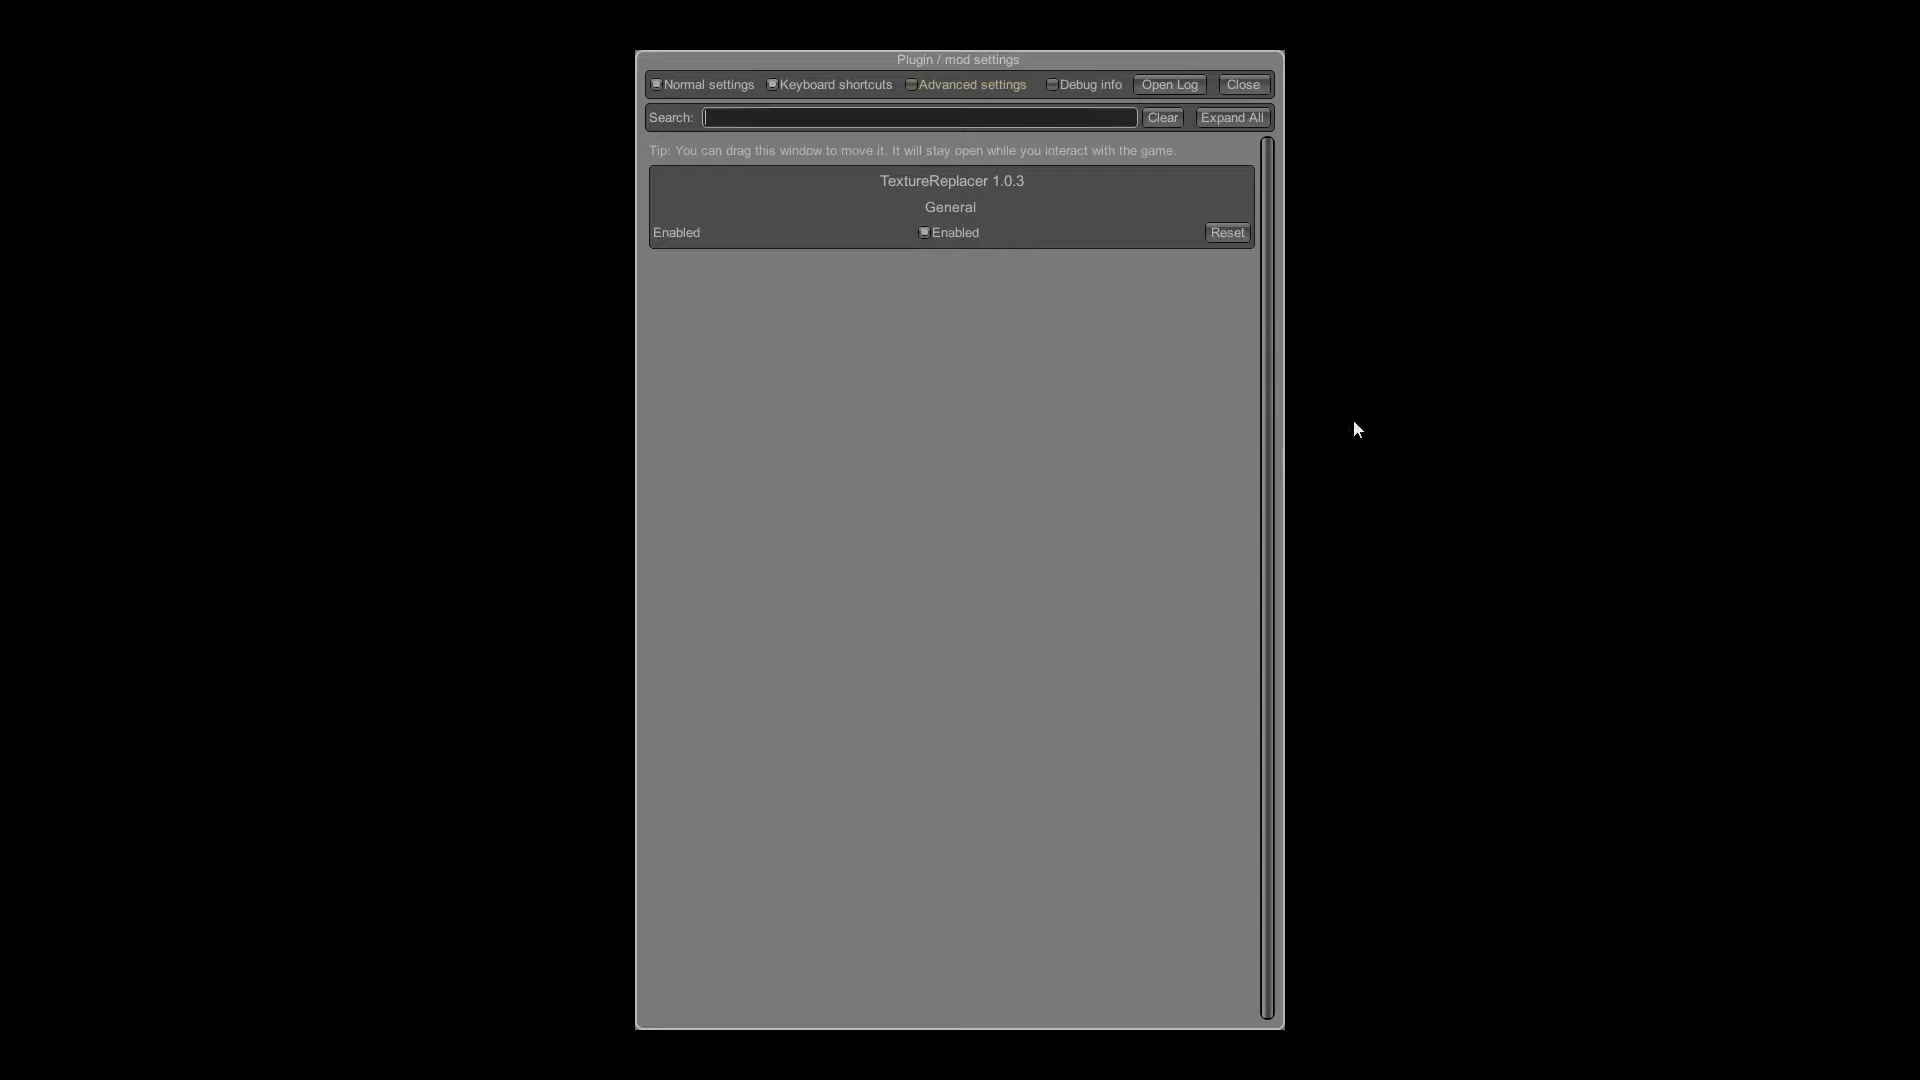 Plugin / mod settings
Normal settings Keyboard shortcuts Advanced settings Debug info Open Log Close
Search: Clear Expand All
Tip: You can drag this window to move it. It will stay open while you interact with the game.
TextureReplacer 1.0.3
General
Enabled Enabled Reset